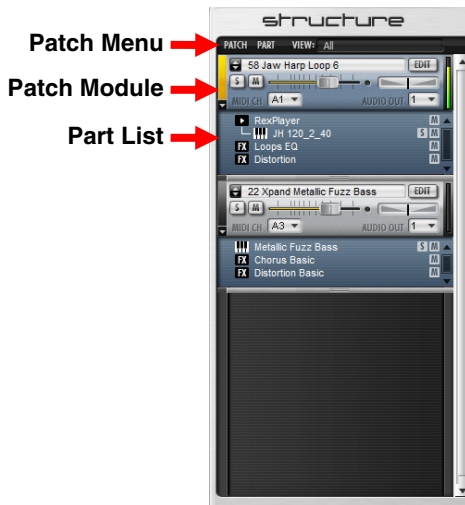 structure
Patch Menu
PATCH PART VIEW: All
58 Jaw Harp Loop 6 EDIT
Patch Module
S M
MIDI CH A1 AUDIO OUT 1
RexPlayer M
Part List
JH 120_2_40 S M
FX Loops EQ M
FX Distortion M
22 Xpand Metallic Fuzz Bass EDIT
S M
MIDI CH A3 AUDIO OUT 1
Metallic Fuzz Bass S M
FX Chorus Basic M
FX Distortion Basic M